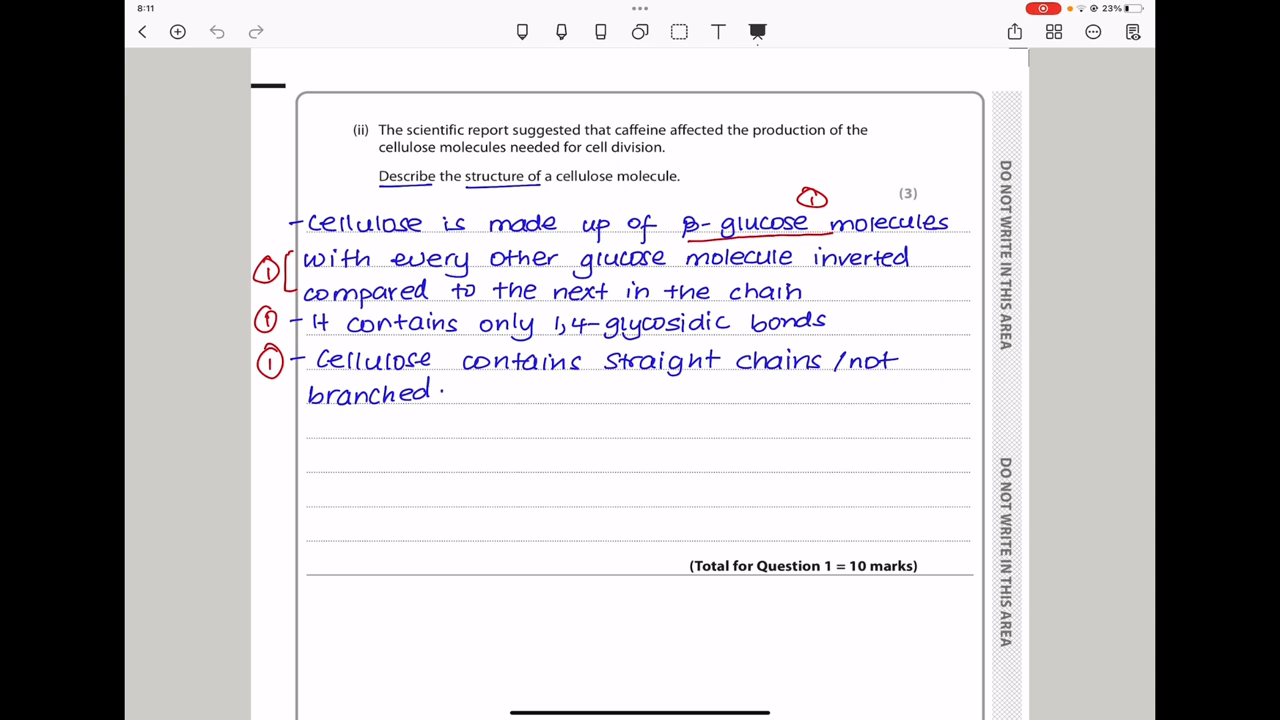 8:11
23%
T
(ii) The scientific report suggested that caffeine affected the production of the
cellulose molecules needed for cell division.
Describe the structure of a cellulose molecule.
(3)
1
- Cellulose is made up of β-glucose molecules
with every other glucose molecule inverted
1
compared to the next in the chain
1 - It contains only 1,4-glycosidic bonds
1 - Cellulose contains straight chains /not
branched.
(Total for Question 1 = 10 marks)
DO NOT WRITE IN THIS AREA
DO NOT WRITE IN THIS AREA